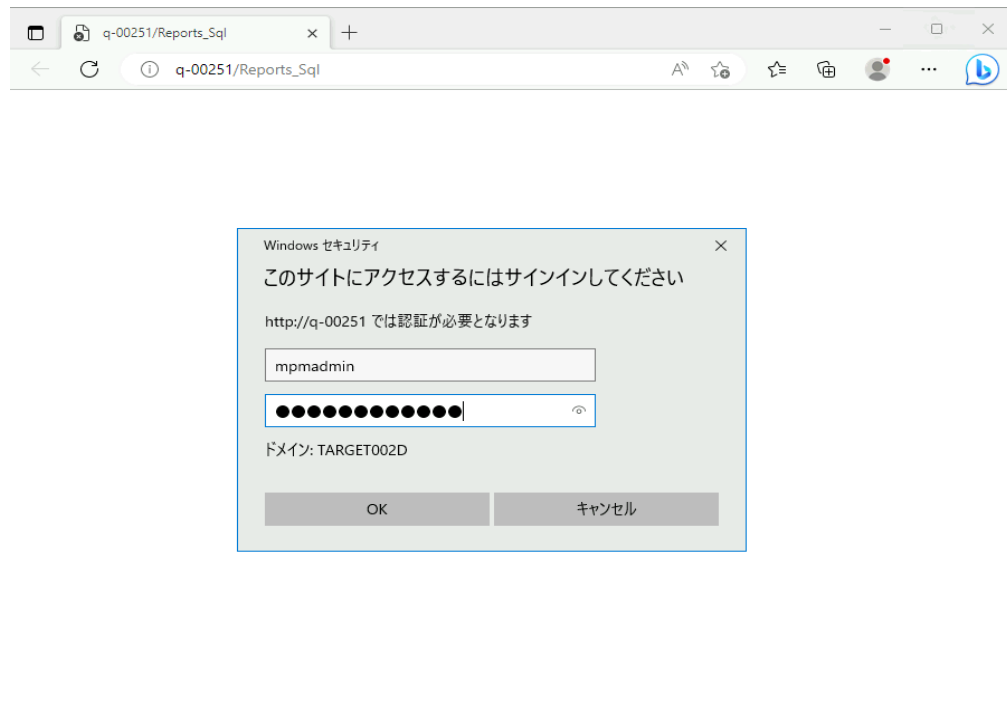 q-00251/Reports_Sql
q-00251/Reports_Sql
Windows セキュリティ
このサイトにアクセスするにはサインインしてください
http://q-00251 では認証が必要となります
mpmadmin
ドメイン: TARGET002D
OK
キャンセル